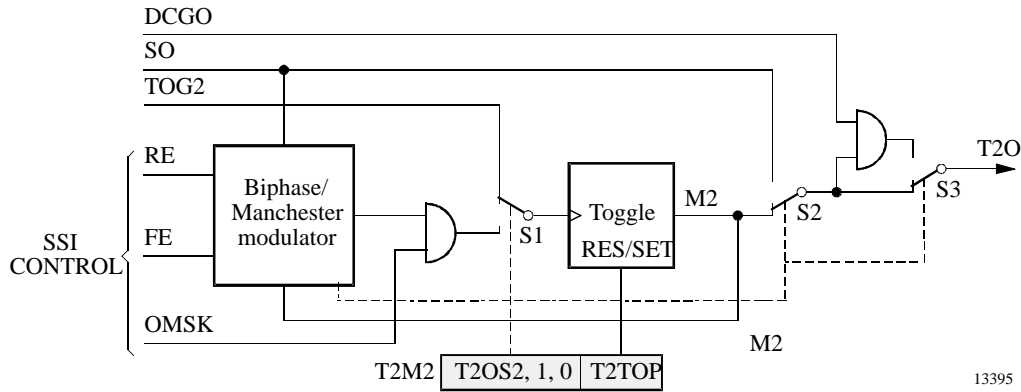 DCGO
SO
TOG2
RE
FE
SSI
CONTROL
OMSK
Biphase/
Manchester
modulator
S1
Toggle
RES/SET
M2
S2
S3
T2O
M2
T2M2
T2OS2, 1, 0
T2TOP
13395